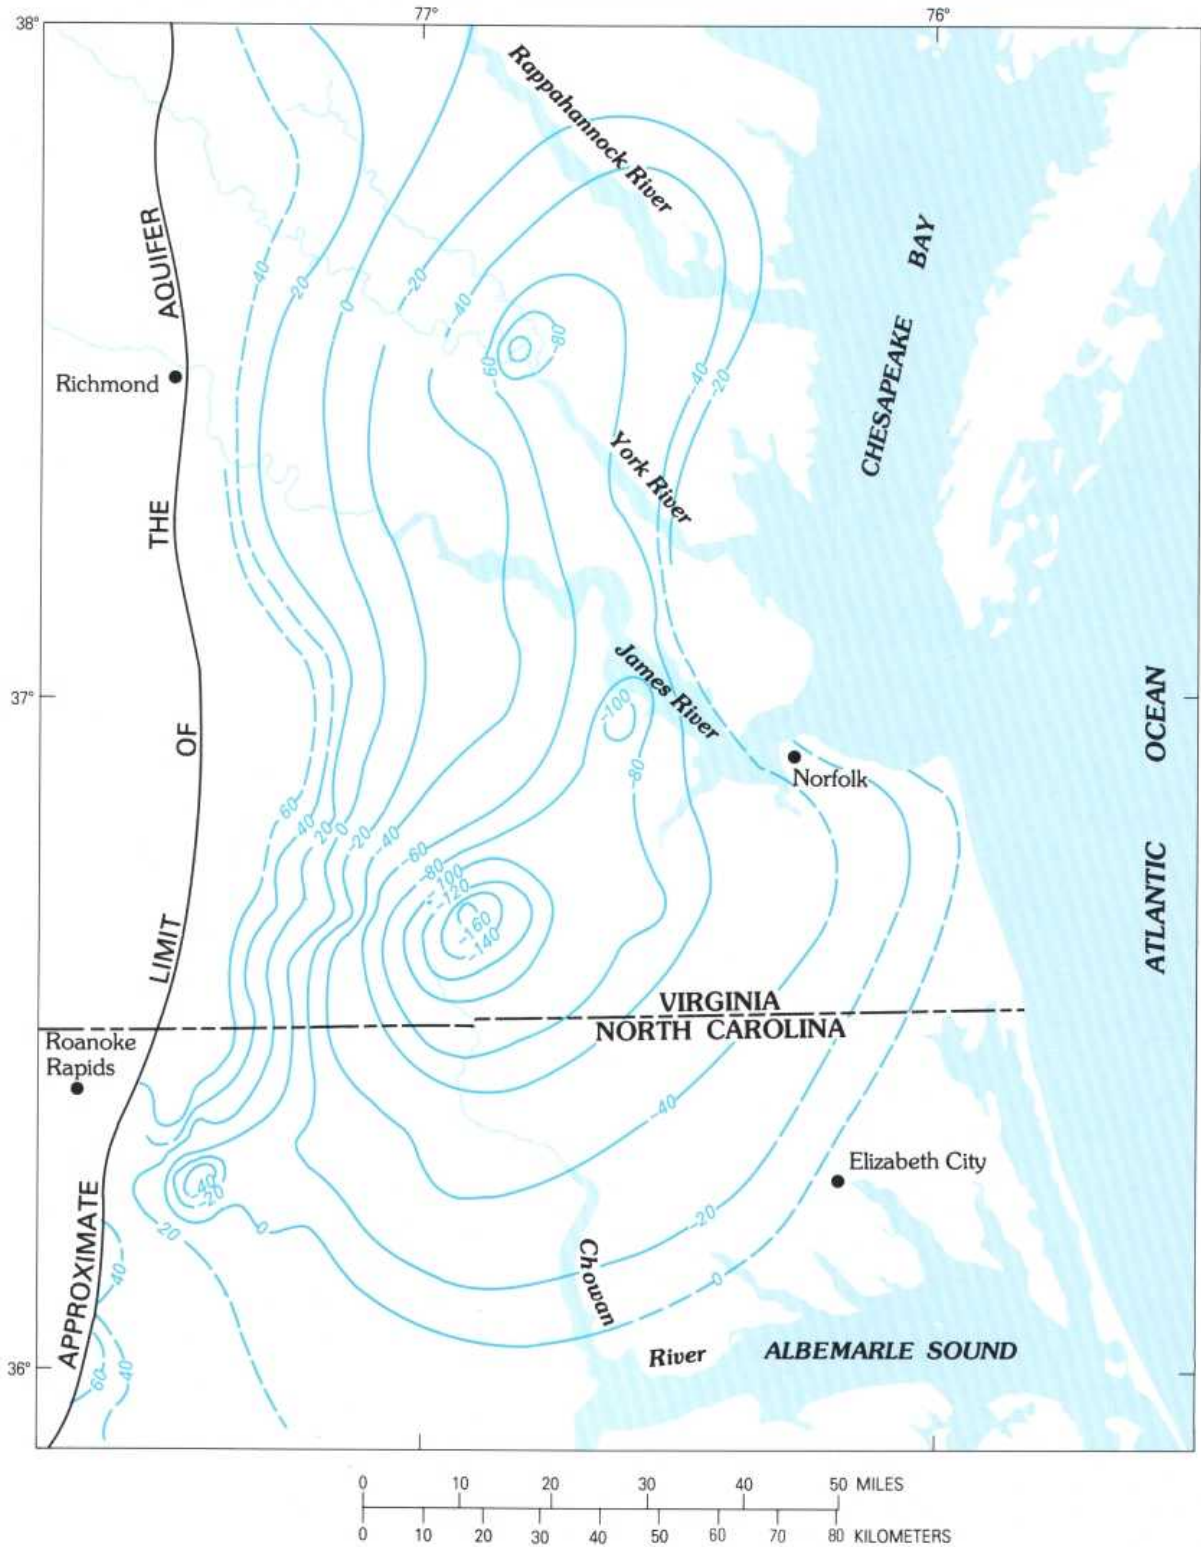 77°
76°
38°
Rappahannock River
AQUIFER
CHESAPEAKE BAY
40
20
0
-20
-40
-80
60
-40
-20
Richmond
York River
THE
James River
37°
-100
OF
ATLANTIC OCEAN
-80
Norfolk
60
40
20
0
-20
-40
-60
-80
-100
-120
-160
-140
LIMIT
VIRGINIA
NORTH CAROLINA
Roanoke
Rapids
-40
Elizabeth City
-40
-20
-20
20
0
APPROXIMATE
Chowan
River
0
40
ALBEMARLE SOUND
36°
60
40
0 10 20 30 40 50 MILES
0 10 20 30 40 50 60 70 80 KILOMETERS